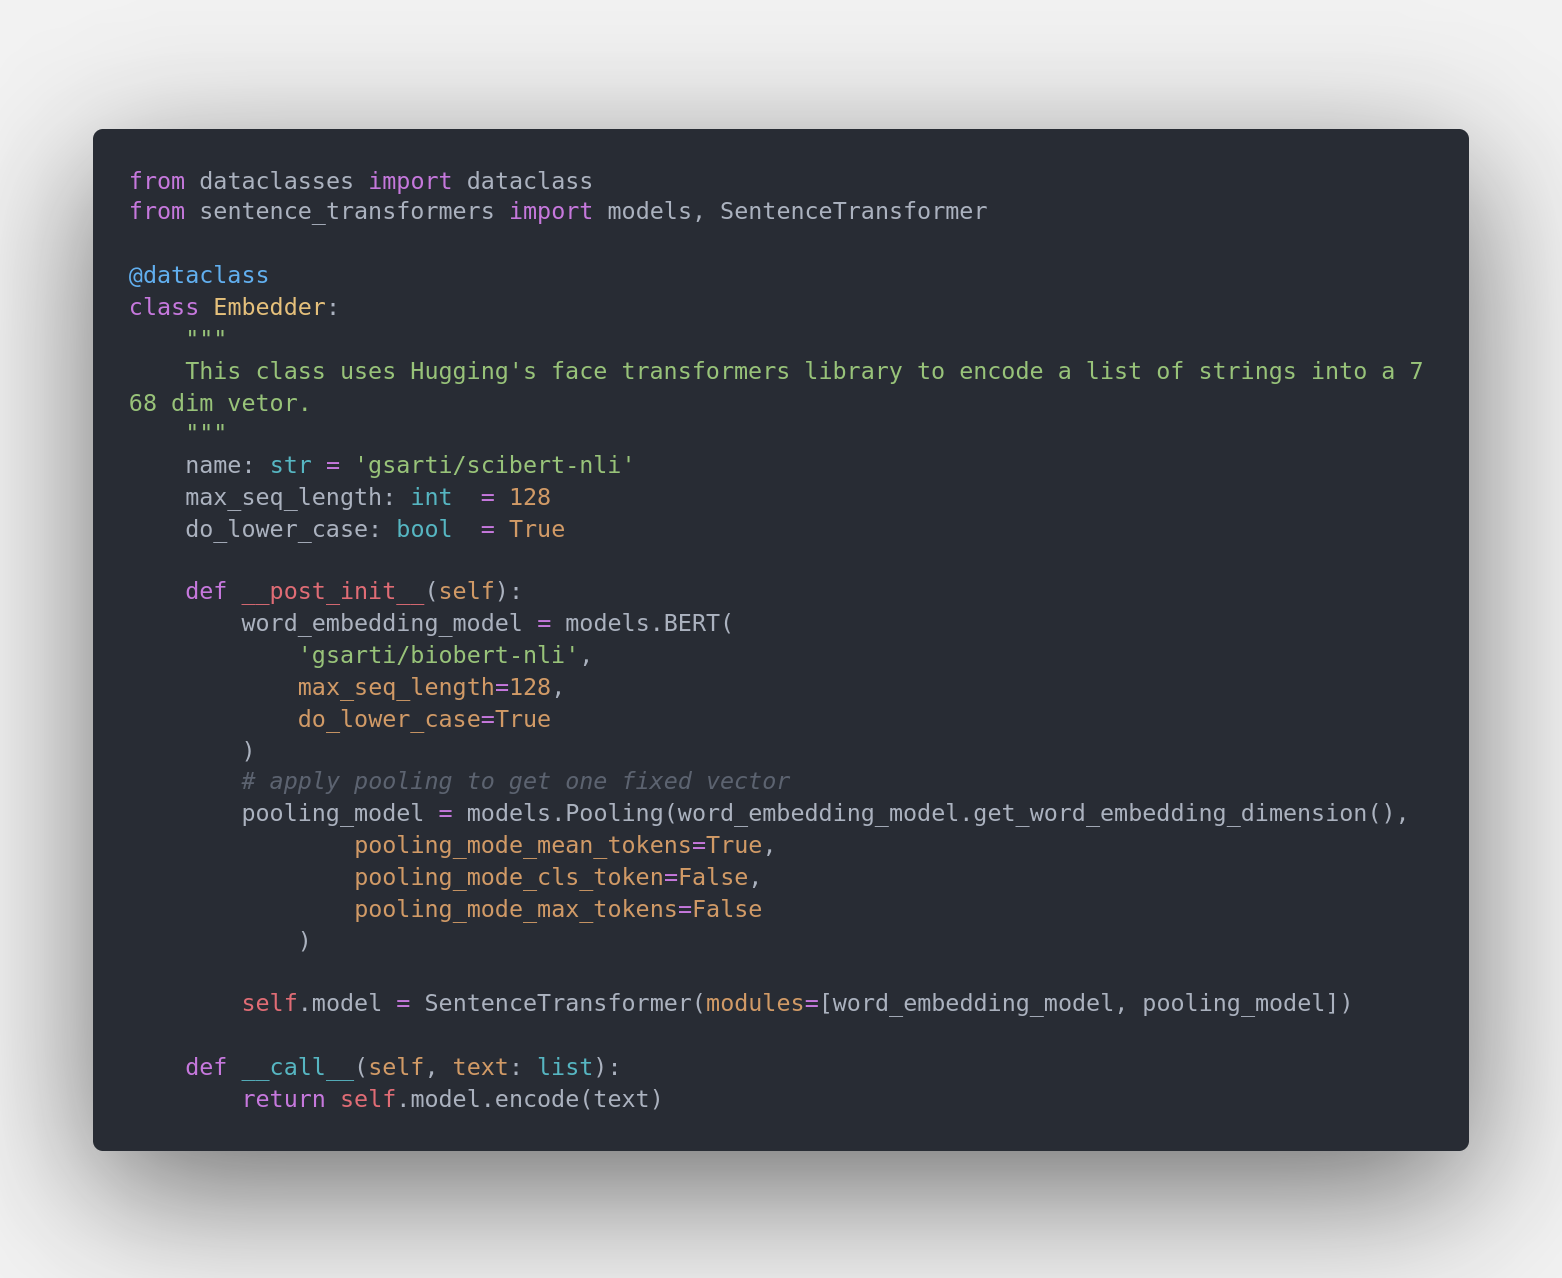 from dataclasses import dataclass
from sentence_transformers import models, SentenceTransformer

@dataclass
class Embedder:
    """
    This class uses Hugging's face transformers library to encode a list of strings into a 7
68 dim vetor.
    """
    name: str = 'gsarti/scibert-nli'
    max_seq_length: int  = 128
    do_lower_case: bool  = True

    def __post_init__(self):
        word_embedding_model = models.BERT(
            'gsarti/biobert-nli',
            max_seq_length=128,
            do_lower_case=True
        )
        # apply pooling to get one fixed vector
        pooling_model = models.Pooling(word_embedding_model.get_word_embedding_dimension(),
                pooling_mode_mean_tokens=True,
                pooling_mode_cls_token=False,
                pooling_mode_max_tokens=False
            )

        self.model = SentenceTransformer(modules=[word_embedding_model, pooling_model])

    def __call__(self, text: list):
        return self.model.encode(text)